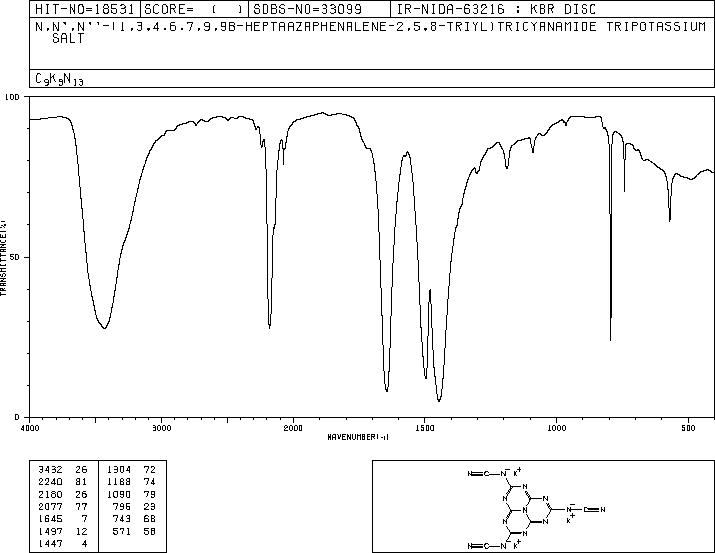 HIT-NO=18531 SCORE= ( ) SDBS-NO=33099 IR-NIDA-63216 : KBR DISC
N,N',N''-(1,3,4,6,7,9,9B-HEPTAAZAPHENALENE-2,5,8-TRIYL)TRICYANAMIDE TRIPOTASSIUM
SALT
C9K3N13
100
50
0
TRANSMITTANCE(%)
4000 3000 2000 1500 1000 500
WAVENUMBER(-1)
3432 26 1304 72
2240 81 1188 74
2180 26 1090 79
2077 77 796 23
1645 7 743 68
1497 12 571 58
1447 4
N C N− K+
N N
N N N N− C N
N N K+
N C N− K+